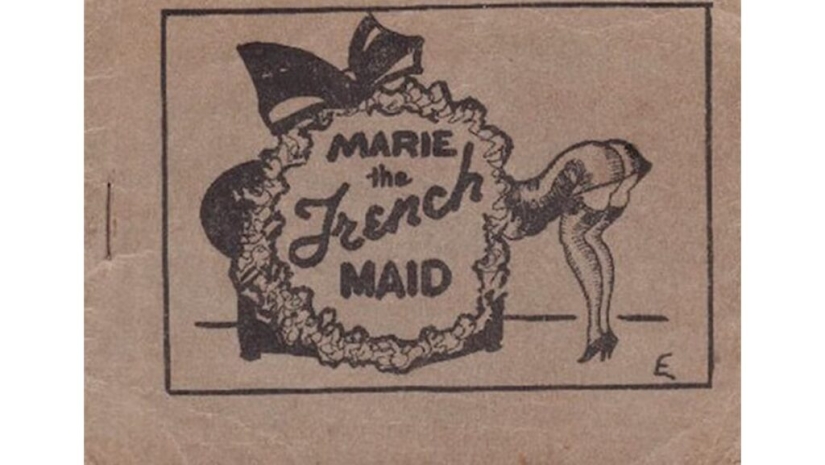 MARIE
the
French
MAID
E